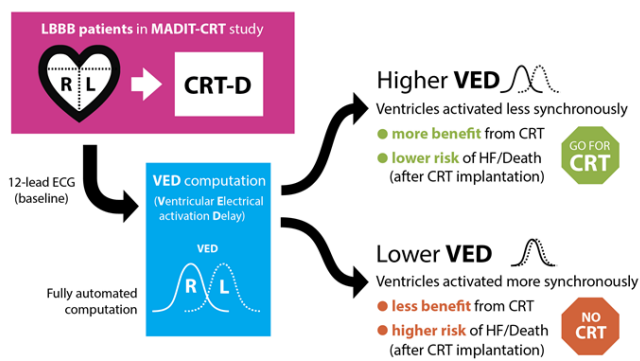 LBBB patients in MADIT-CRT study
R L
CRT-D
12-lead ECG
(baseline)
VED computation
(Ventricular Electrical
activation Delay)
VED
R L
Fully automated
computation
Higher VED
Ventricles activated less synchronously
● more benefit from CRT
● lower risk of HF/Death
(after CRT implantation)
GO FOR
CRT
Lower VED
Ventricles activated more synchronously
● less benefit from CRT
● higher risk of HF/Death
(after CRT implantation)
NO
CRT